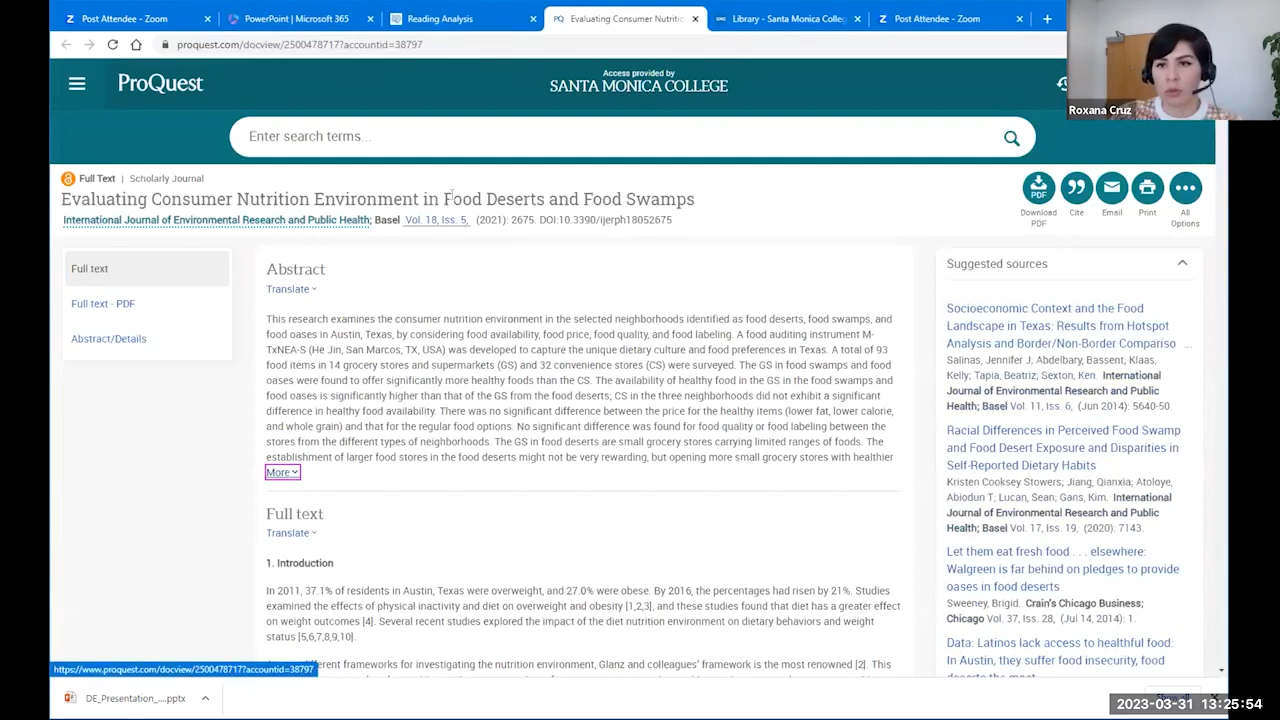 Post Attendee - Zoom
PowerPoint | Microsoft 365
Reading Analysis
Evaluating Consumer Nutritic
Library - Santa Monica Colleg
Post Attendee - Zoom
proquest.com/docview/2500478717?accountid=38797
ProQuest
Access provided by
SANTA MONICA COLLEGE
Roxana Cruz
Enter search terms...
Full Text | Scholarly Journal
Evaluating Consumer Nutrition Environment in Food Deserts and Food Swamps
International Journal of Environmental Research and Public Health; Basel Vol. 18, Iss. 5, (2021): 2675. DOI:10.3390/ijerph18052675
Download PDF
Cite
Email
Print
All Options
Full text
Full text - PDF
Abstract/Details
Abstract
Translate
This research examines the consumer nutrition environment in the selected neighborhoods identified as food deserts, food swamps, and
food oases in Austin, Texas, by considering food availability, food price, food quality, and food labeling. A food auditing instrument M-
TxNEA-S (He Jin, San Marcos, TX, USA) was developed to capture the unique dietary culture and food preferences in Texas. A total of 93
food items in 14 grocery stores and supermarkets (GS) and 32 convenience stores (CS) were surveyed. The GS in food swamps and food
oases were found to offer significantly more healthy foods than the CS. The availability of healthy food in the GS in the food swamps and
food oases is significantly higher than that of the GS from the food deserts; CS in the three neighborhoods did not exhibit a significant
difference in healthy food availability. There was no significant difference between the price for the healthy items (lower fat, lower calorie,
and whole grain) and that for the regular food options. No significant difference was found for food quality or food labeling between the
stores from the different types of neighborhoods. The GS in food deserts are small grocery stores carrying limited ranges of foods. The
establishment of larger food stores in the food deserts might not be very rewarding, but opening more small grocery stores with healthier
More
Full text
Translate
1. Introduction
In 2011, 37.1% of residents in Austin, Texas were overweight, and 27.0% were obese. By 2016, the percentages had risen by 21%. Studies
examined the effects of physical inactivity and diet on overweight and obesity [1,2,3], and these studies found that diet has a greater effect
on weight outcomes [4]. Several recent studies explored the impact of the diet nutrition environment on dietary behaviors and weight
status [5,6,7,8,9,10].
different frameworks for investigating the nutrition environment, Glanz and colleagues' framework is the most renowned [2]. This
Suggested sources
Socioeconomic Context and the Food
Landscape in Texas: Results from Hotspot
Analysis and Border/Non-Border Compariso ...
Salinas, Jennifer J; Abdelbary, Bassent; Klaas,
Kelly; Tapia, Beatriz; Sexton, Ken. International
Journal of Environmental Research and Public
Health; Basel Vol. 11, Iss. 6, (Jun 2014): 5640-50.
Racial Differences in Perceived Food Swamp
and Food Desert Exposure and Disparities in
Self-Reported Dietary Habits
Kristen Cooksey Stowers; Jiang, Qianxia; Atoloye,
Abiodun T; Lucan, Sean; Gans, Kim. International
Journal of Environmental Research and Public
Health; Basel Vol. 17, Iss. 19, (2020): 7143.
Let them eat fresh food . . . elsewhere:
Walgreen is far behind on pledges to provide
oases in food deserts
Sweeney, Brigid. Crain's Chicago Business;
Chicago Vol. 37, Iss. 28, (Jul 14, 2014): 1.
Data: Latinos lack access to healthful food:
In Austin, they suffer food insecurity, food
deserts the most
https://www.proquest.com/docview/2500478717?accountid=38797
DE_Presentation_....pptx
2023-03-31 13:25:54